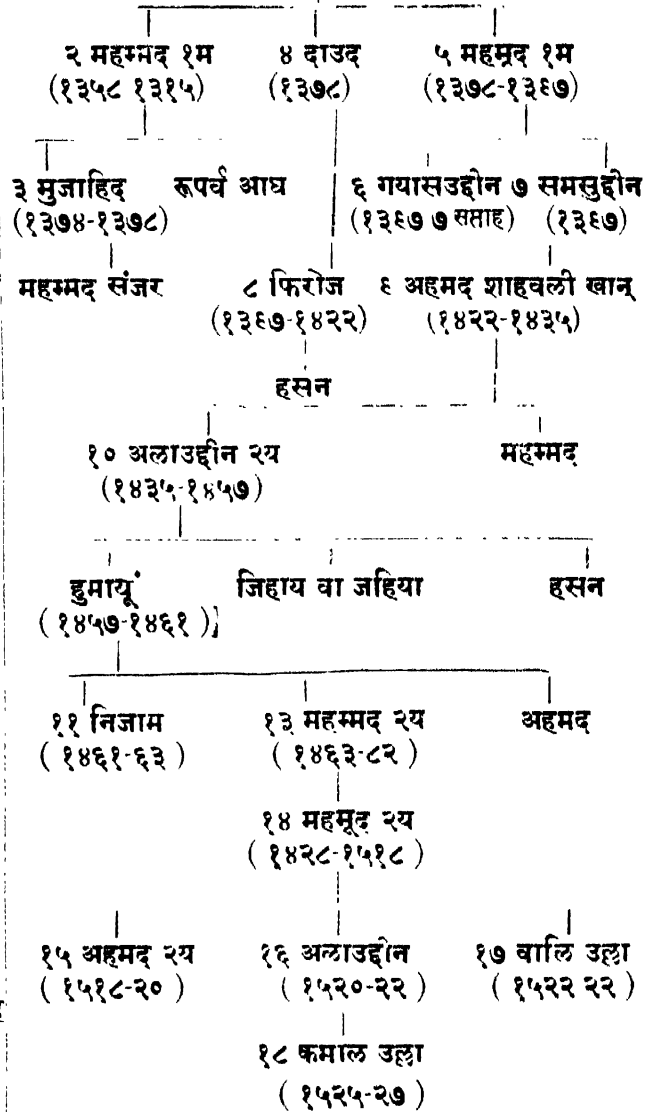 २ महम्मद १म ४ दाउद ५ महमूद १म
(१३५८ १३१५) (१३७८) (१३७८-१३९७)
३ मुजाहिद रूपर्व आघ ६ गयासउद्दीन ७ समसुद्दीन
(१३७४-१३७८) (१३९७ ७ सप्ताह) (१३९७)
महम्मद संजर ८ फिरोज ९ अहमद शाहवली खान्
(१३९७-१४२२) (१४२२-१४३५)
हसन
१० अलाउद्दीन २य महम्मद
(१४३५-१४५७)
हुमायूं जिहाय वा जहिया हसन
( १४५७-१४६१ )
११ निजाम १३ महम्मद २य अहमद
( १४६१-६३ ) ( १४६३-८२ )
१४ महमूद २य
( १४२८-१५१८ )
१५ अहमद २य १६ अलाउद्दीन १७ वालि उल्ला
( १५१८-२० ) ( १५२०-२२ ) ( १५२२ २२ )
१८ कमाल उल्ला
( १५२५-२७ )